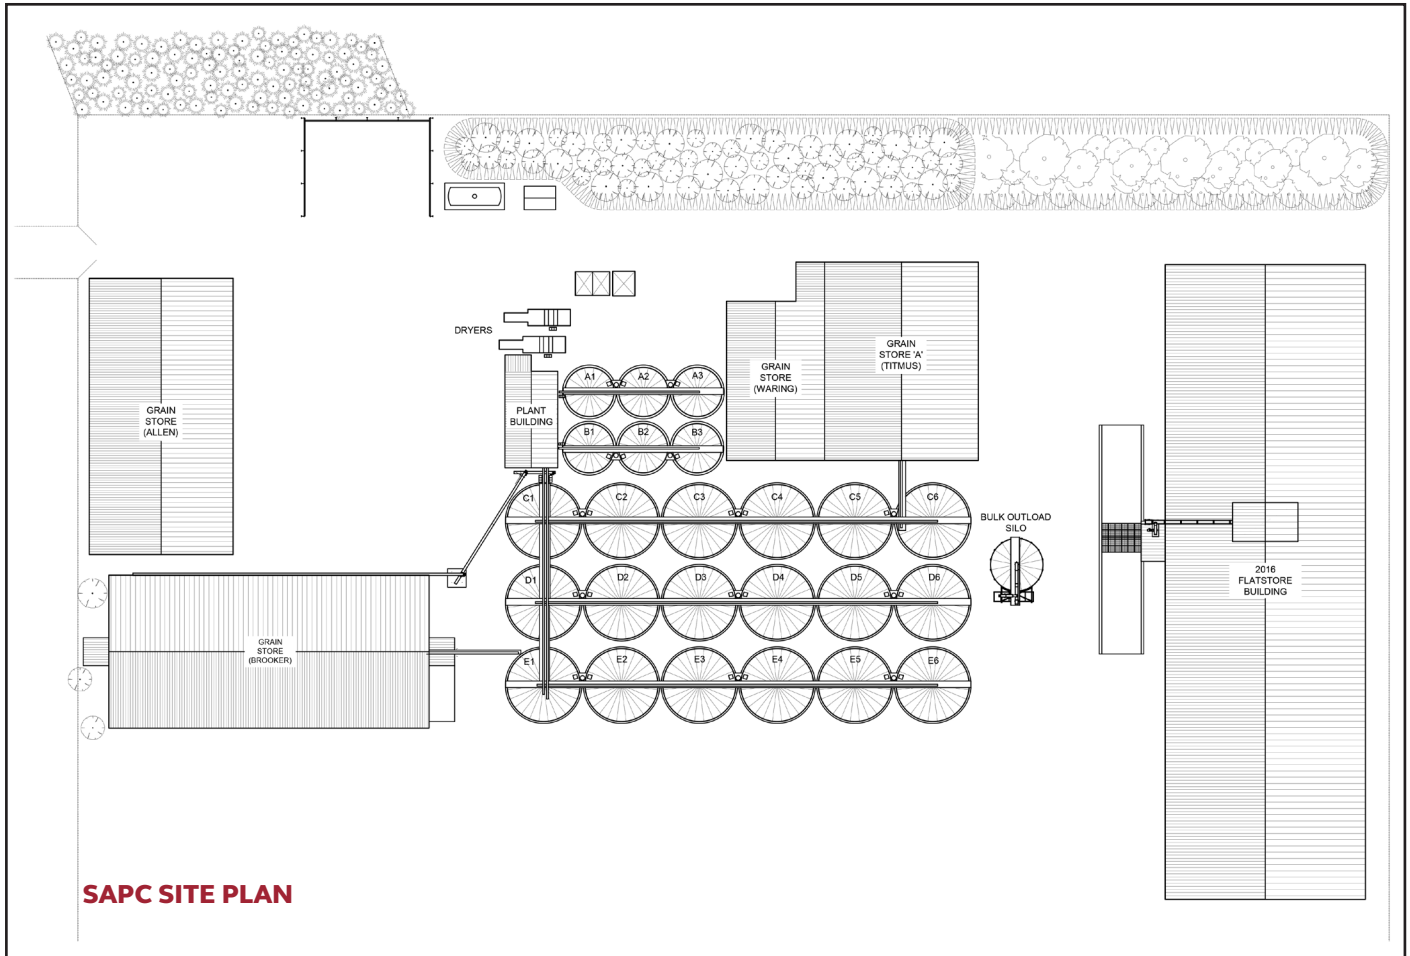 DRYERS
GRAIN
STORE 'A'
(TITMUS)
GRAIN
STORE
(WARING)
A1 A2 A3
GRAIN
STORE
(ALLEN)
PLANT
BUILDING
B1 B2 B3
C1 C2 C3 C4 C5 C6
BULK OUTLOAD
SILO
2016
FLATSTORE
BUILDING
D1 D2 D3 D4 D5 D6
GRAIN
STORE
(BROOKER)
E1 E2 E3 E4 E5 E6
SAPC SITE PLAN